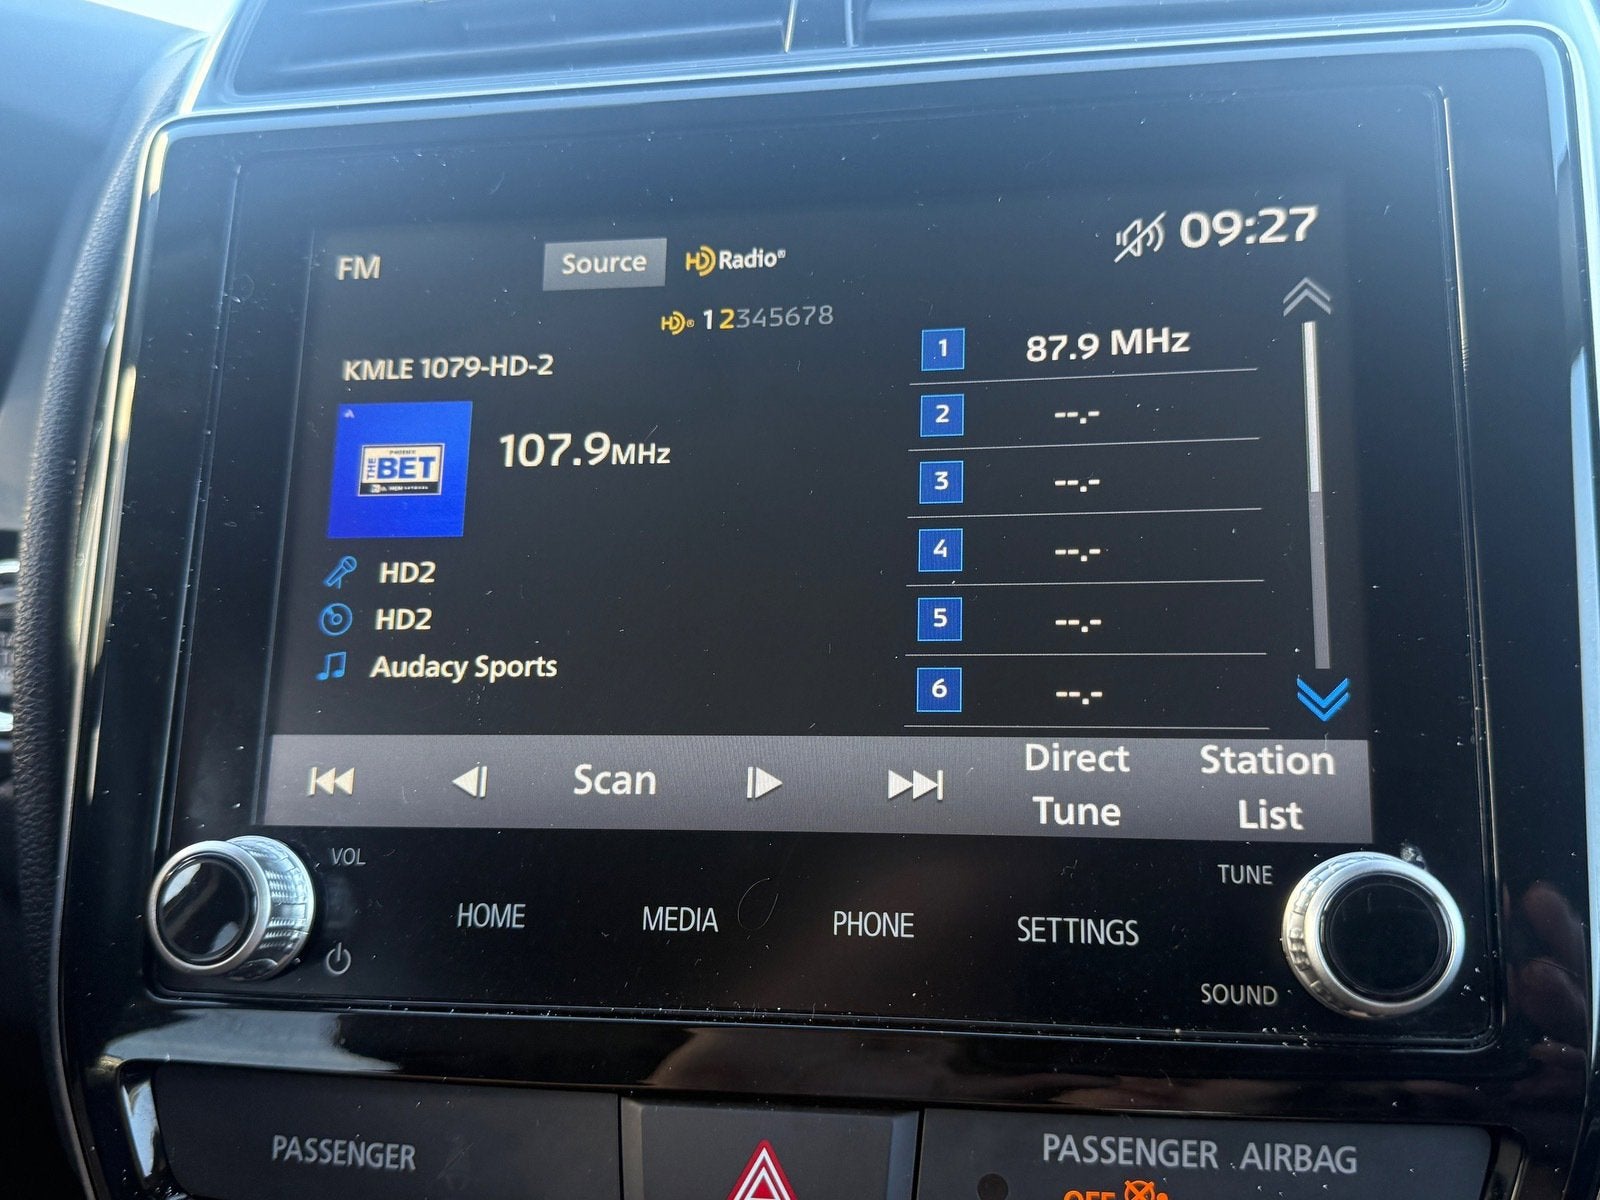 FM
Source
HD Radio®
09:27
HD® 12345678
KMLE 1079-HD-2
THE BET
107.9MHz
HD2
HD2
Audacy Sports
1 87.9 MHz
2 --.-
3 --.-
4 --.-
5 --.-
6 --.-
Scan
Direct
Tune
Station
List
VOL
HOME
MEDIA
PHONE
SETTINGS
TUNE
SOUND
PASSENGER
PASSENGER AIRBAG
OFF